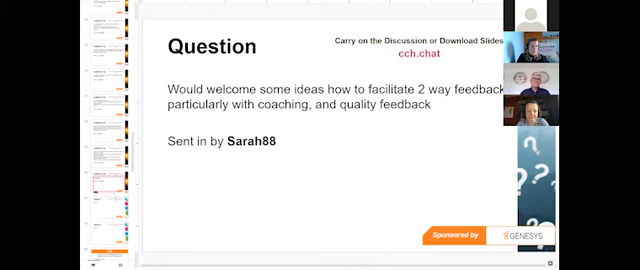 Question
Carry on the Discussion or Download Slides
cch.chat
Would welcome some ideas how to facilitate 2 way feedback
particularly with coaching, and quality feedback
Sent in by Sarah88
Sponsored by GENESYS